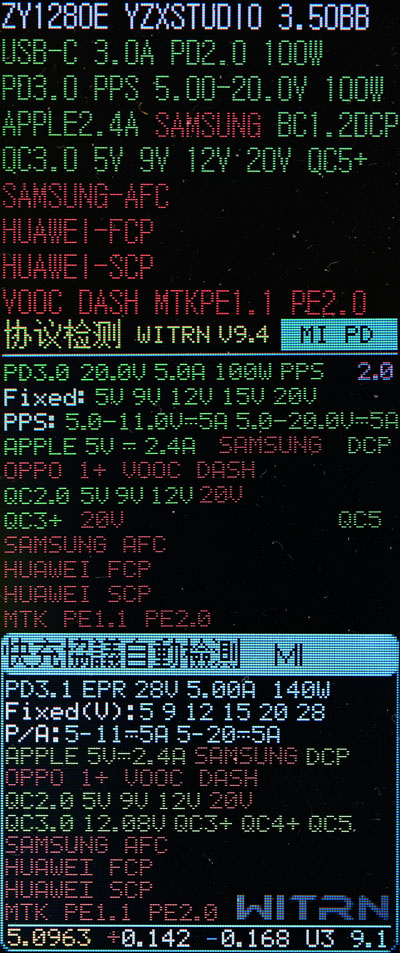 ZY1280E YZXSTUDIO 3.50BB
USB-C 3.0A PD2.0 100W
PD3.0 PPS 5.00-20.0V 100W
APPLE2.4A SAMSUNG BC1.2DCP
QC3.0 5V 9V 12V 20V QC5+
SAMSUNG-AFC
HUAWEI-FCP
HUAWEI-SCP
VOOC DASH MTKPE1.1 PE2.0
协议检测 WITRN V9.4 MI PD
PD3.0 20.0V 5.0A 100W PPS 2.0
Fixed: 5V 9V 12V 15V 20V
PPS: 5.0-11.0V⎓5A 5.0-20.0V⎓5A
APPLE 5V⎓2.4A SAMSUNG DCP
OPPO 1+ VOOC DASH
QC2.0 5V 9V 12V 20V
QC3+ 20V QC5
SAMSUNG AFC
HUAWEI FCP
HUAWEI SCP
MTK PE1.1 PE2.0
快充協議自動檢測 MI
PD3.1 EPR 28V 5.00A 140W
Fixed(V):5 9 12 15 20 28
P/A:5-11⎓5A 5-20⎓5A
APPLE 5V⎓2.4A SAMSUNG DCP
OPPO 1+ VOOC DASH
QC2.0 5V 9V 12V 20V
QC3.0 12.08V QC3+ QC4+ QC5
SAMSUNG AFC
HUAWEI FCP
HUAWEI SCP
MTK PE1.1 PE2.0 WITRN
5.0963 +0.142 -0.168 U3 9.1